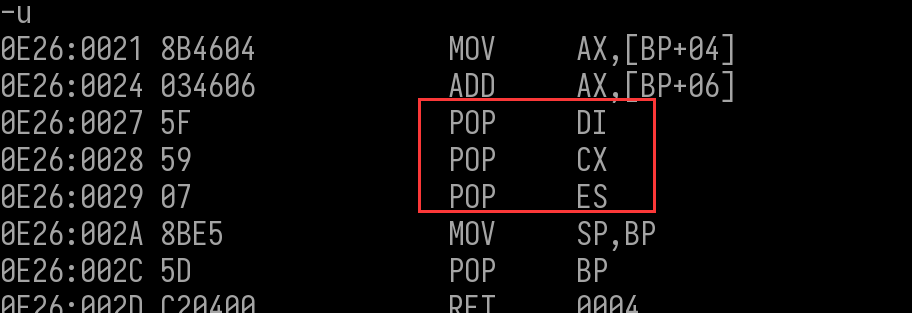 -u
0E26:0021 8B4604 MOV AX,[BP+04]
0E26:0024 034606 ADD AX,[BP+06]
0E26:0027 5F POP DI
0E26:0028 59 POP CX
0E26:0029 07 POP ES
0E26:002A 8BE5 MOV SP,BP
0E26:002C 5D POP BP
0E26:002D C20400 RET 0004